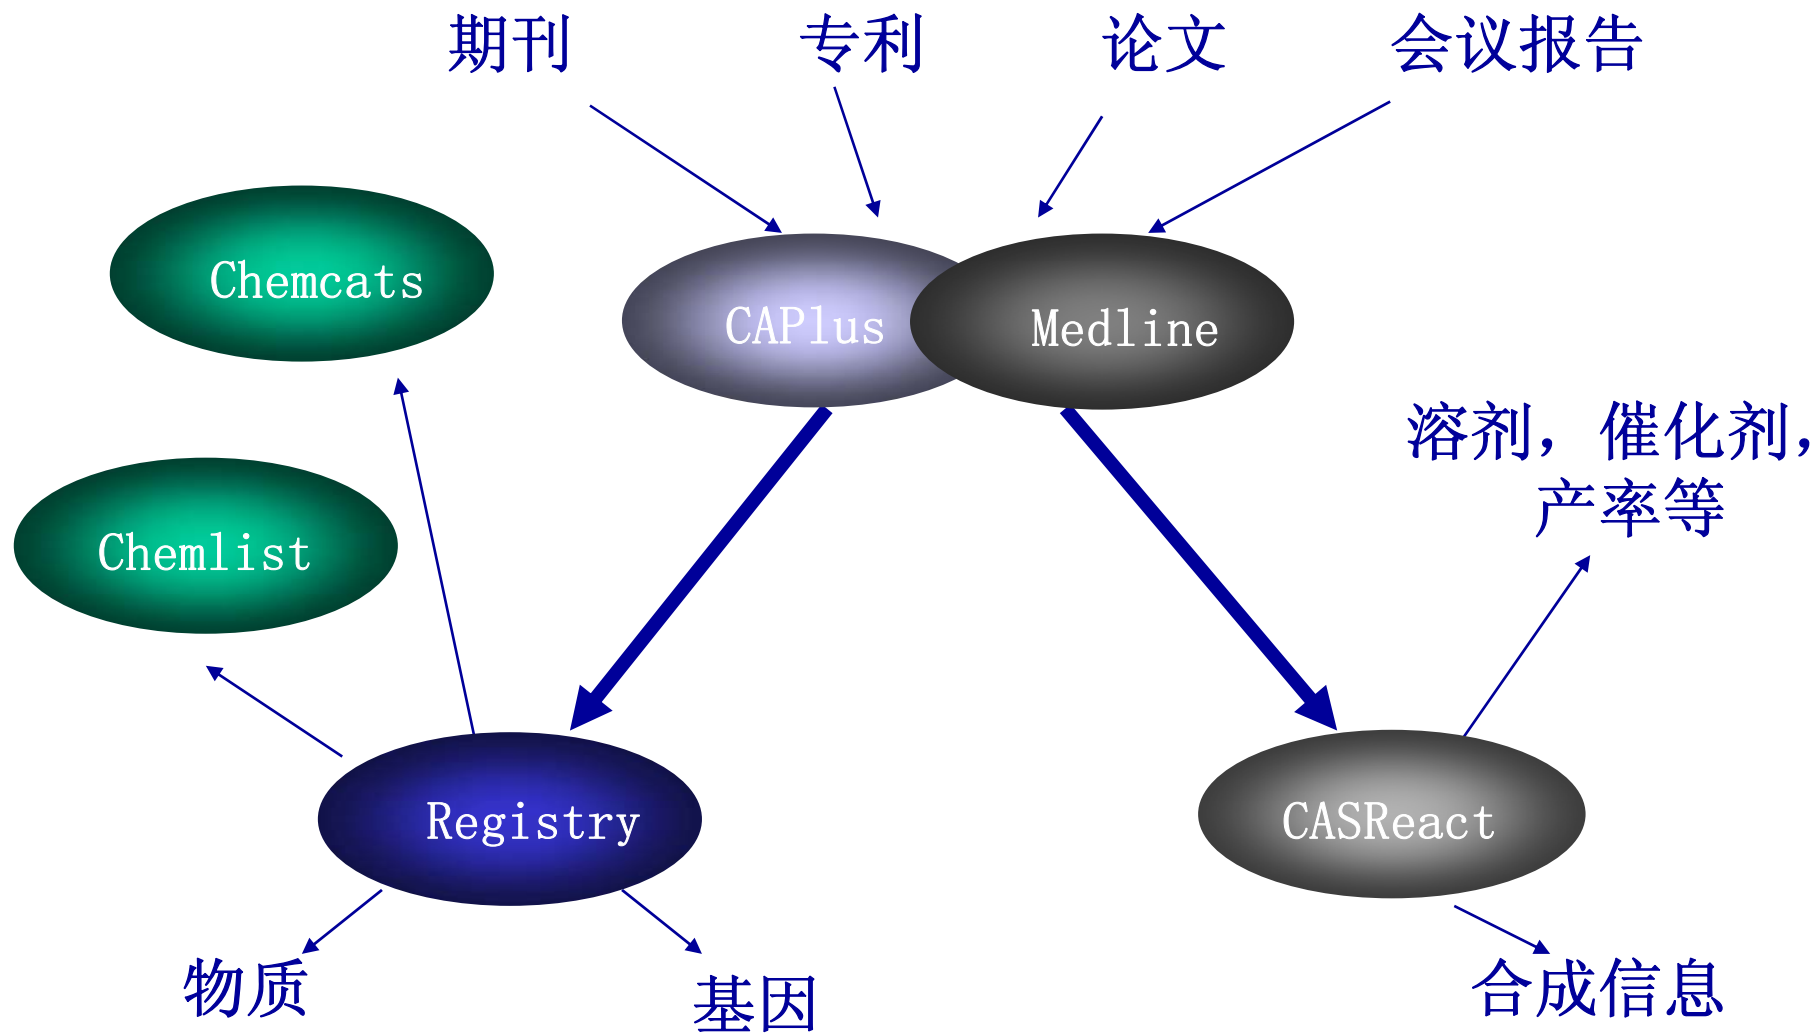 期刊
专利
论文
会议报告
Chemcats
CAPlus
Medline
溶剂，催化剂，
产率等
Chemlist
Registry
CASReact
物质
基因
合成信息